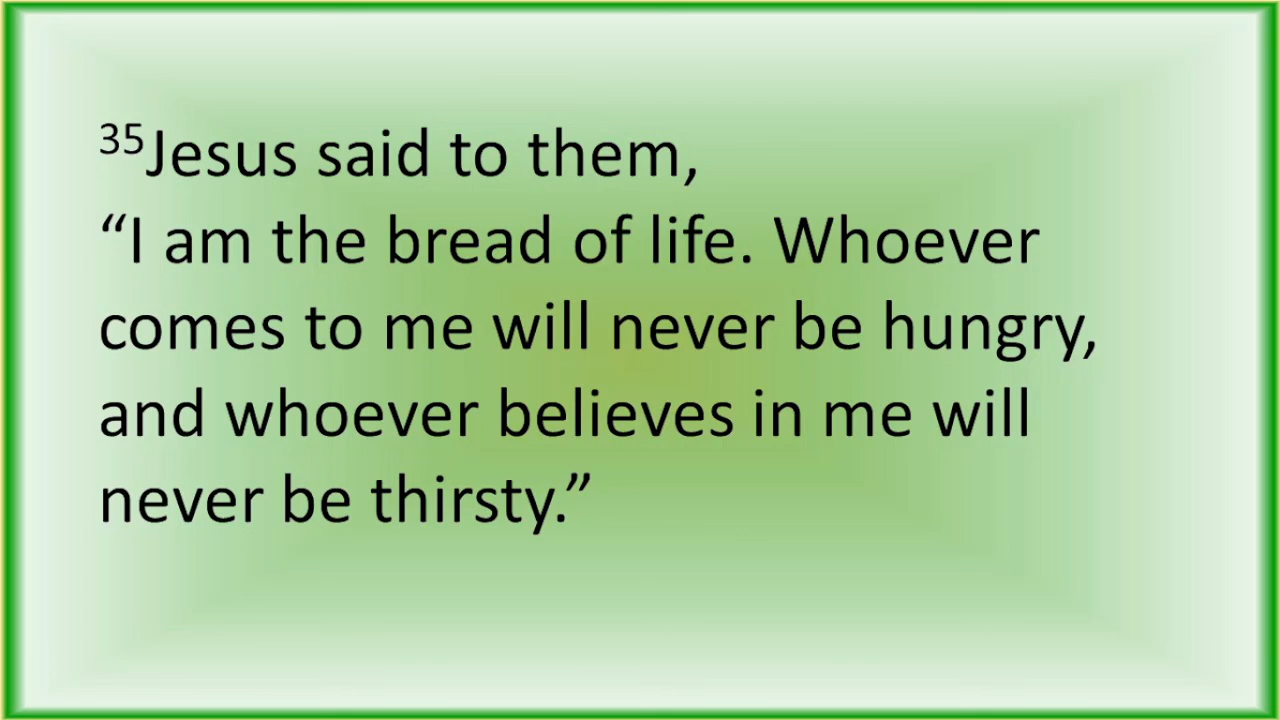 35Jesus said to them,
“I am the bread of life. Whoever
comes to me will never be hungry,
and whoever believes in me will
never be thirsty.”